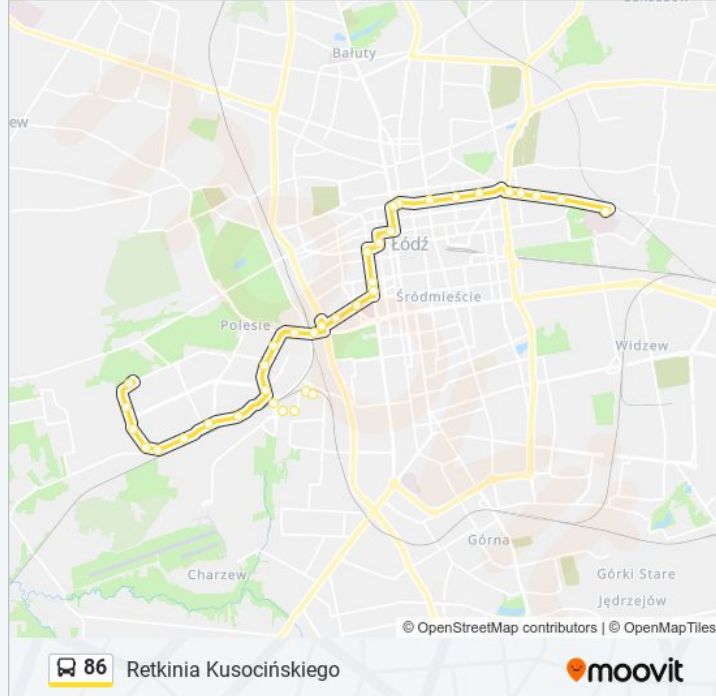 Bałuty
ew
Łódź
Śródmieście
Polesie
Widzew
Górna
Charzew
Górki Stare
Jędrzejów
© OpenStreetMap contributors | © OpenMapTiles
86 Retkinia Kusocińskiego
moovit